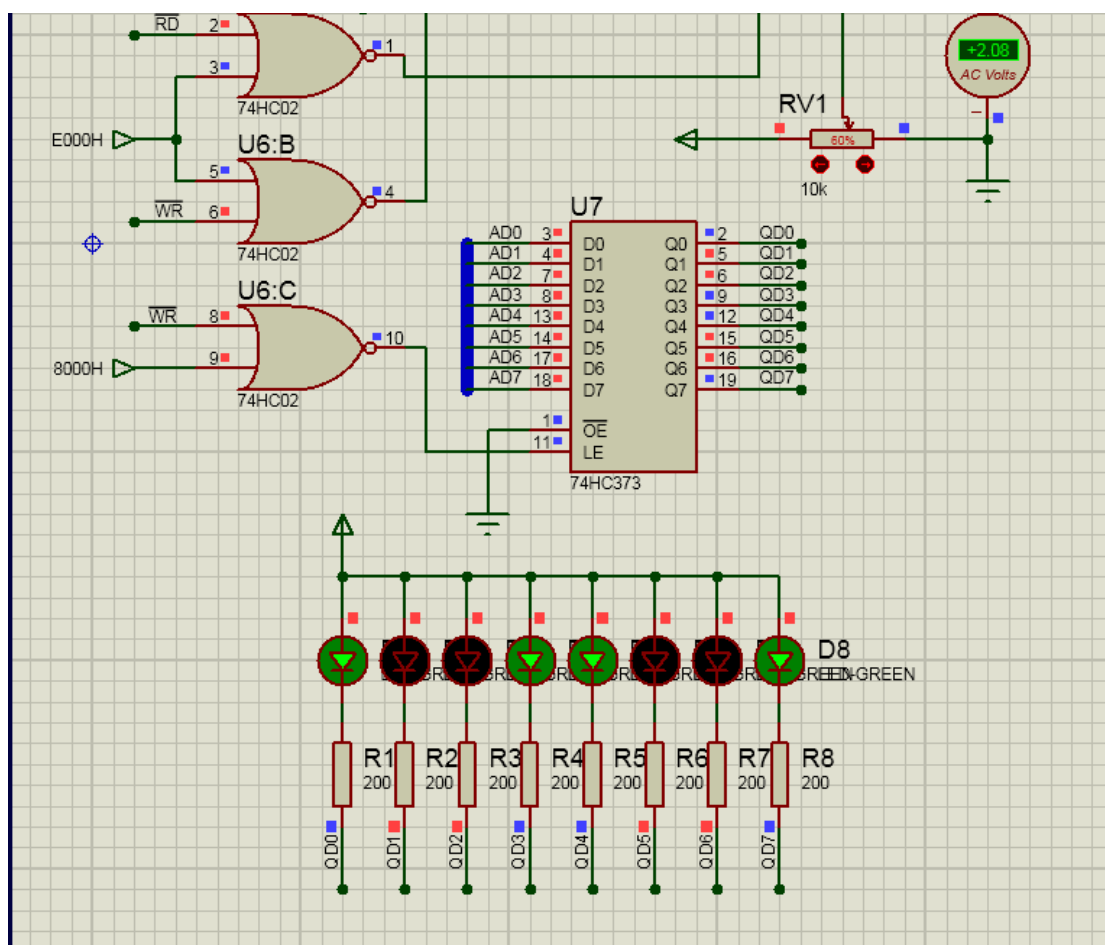 RD 2
1
3
74HC02
E000H
U6:B
5
4
WR 6
74HC02
U6:C
WR 8
10
8000H 9
74HC02
+2.08
AC Volts
RV1
60%
10k
U7
AD0 3 D0 Q0 2 QD0
AD1 4 D1 Q1 5 QD1
AD2 7 D2 Q2 6 QD2
AD3 8 D3 Q3 9 QD3
AD4 13 D4 Q4 12 QD4
AD5 14 D5 Q5 15 QD5
AD6 17 D6 Q6 16 QD6
AD7 18 D7 Q7 19 QD7
1 OE
11 LE
74HC373
D8
LED-GREEN
R1 R2 R3 R4 R5 R6 R7 R8
200 200 200 200 200 200 200 200
QD0 QD1 QD2 QD3 QD4 QD5 QD6 QD7